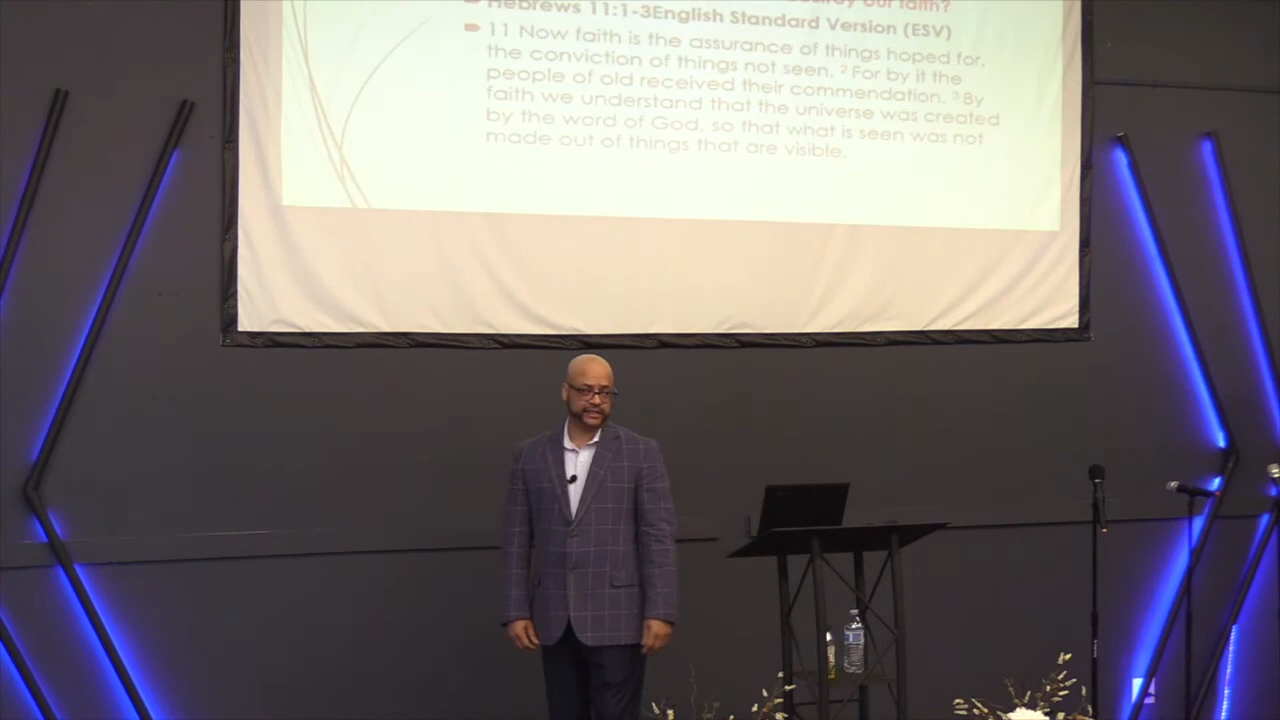 our faith?
Hebrews 11:1-3English Standard Version (ESV)
11 Now faith is the assurance of things hoped for,
the conviction of things not seen. 2 For by it the
people of old received their commendation. 3 By
faith we understand that the universe was created
by the word of God, so that what is seen was not
made out of things that are visible.